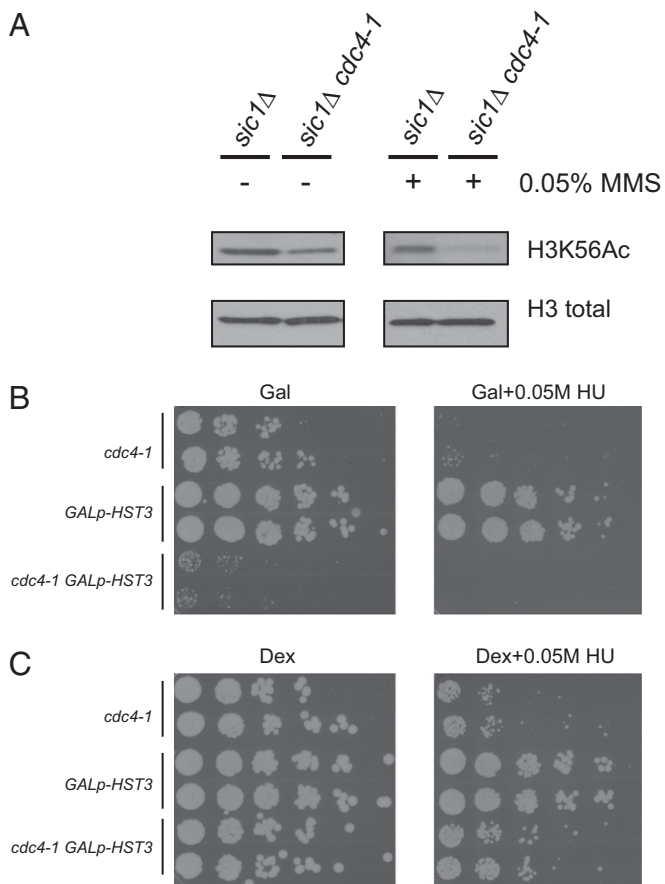 A
sic1Δ
sic1Δ cdc4-1
sic1Δ
sic1Δ cdc4-1
- - + + 0.05% MMS
H3K56Ac
H3 total
B
Gal
Gal+0.05M HU
cdc4-1
GALp-HST3
cdc4-1 GALp-HST3
C
Dex
Dex+0.05M HU
cdc4-1
GALp-HST3
cdc4-1 GALp-HST3